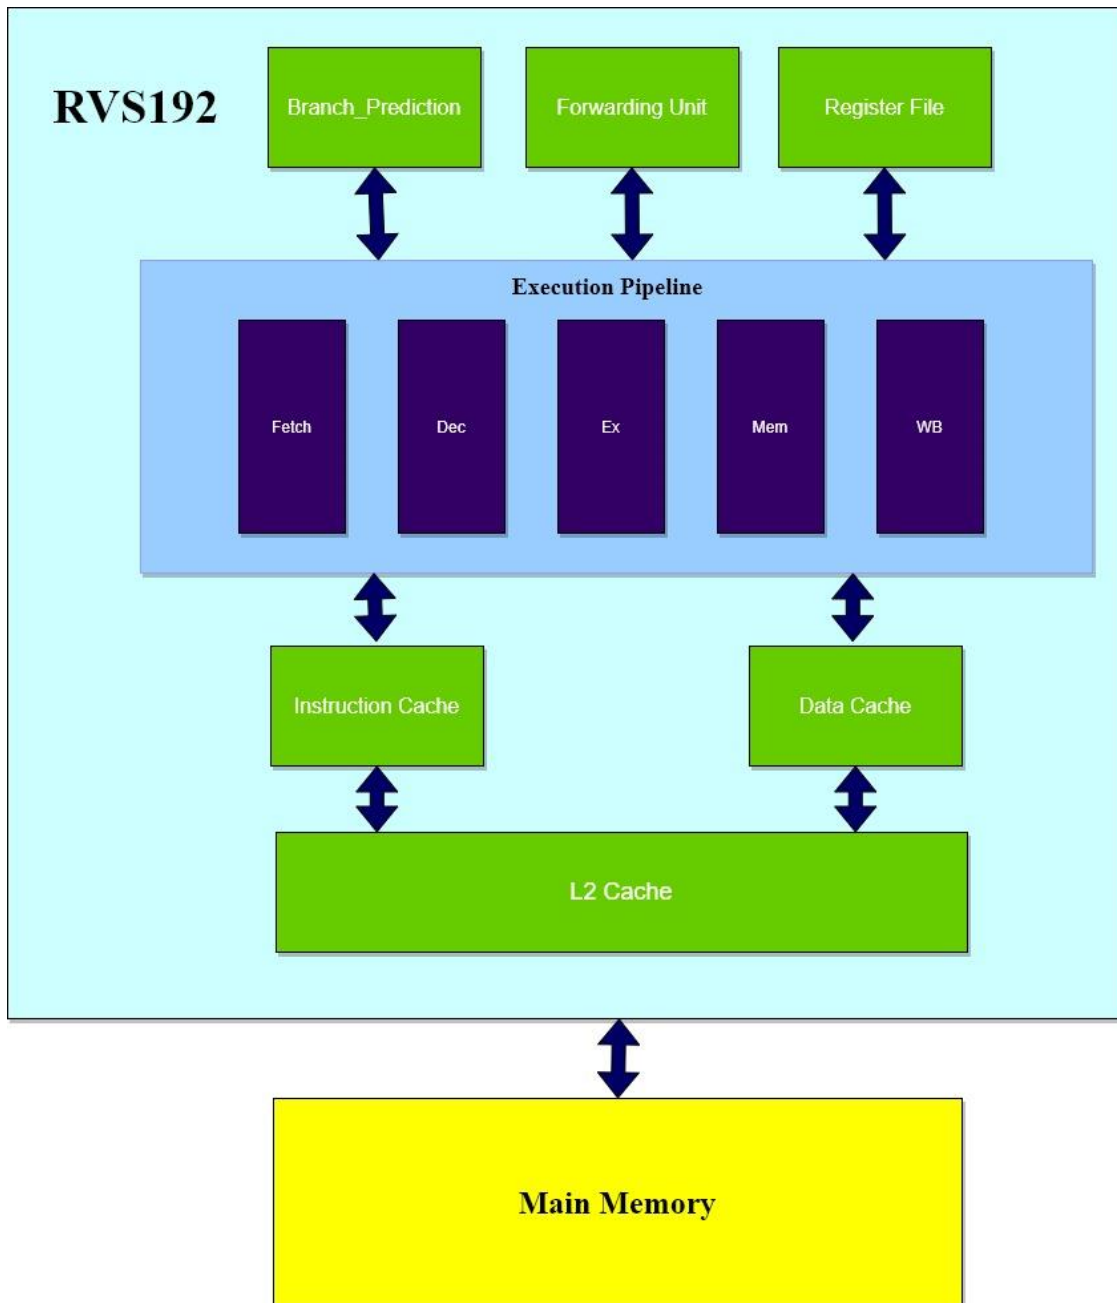 RVS192
Branch_Prediction
Forwarding Unit
Register File
Execution Pipeline
Fetch
Dec
Ex
Mem
WB
Instruction Cache
Data Cache
L2 Cache
Main Memory